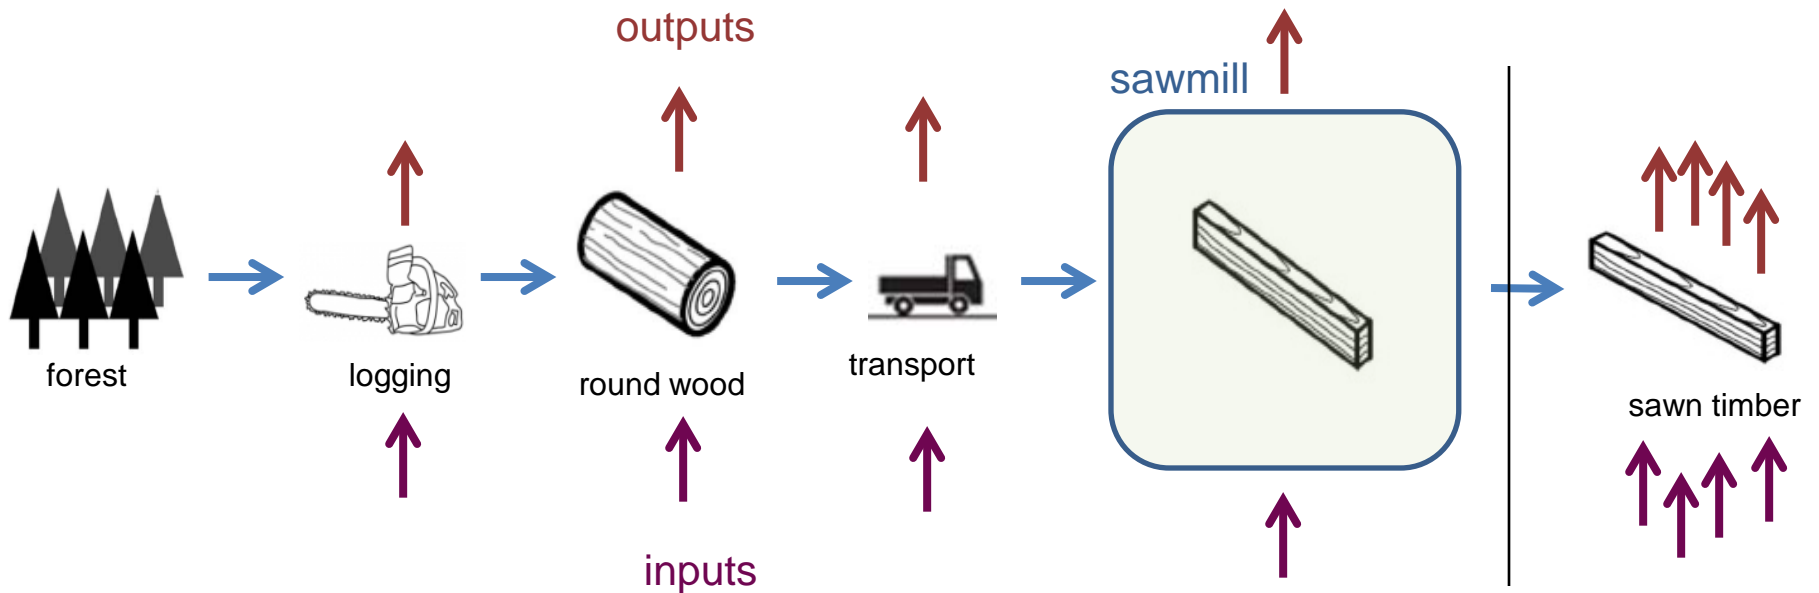 outputs
sawmill
forest
logging
round wood
transport
sawn timber
inputs